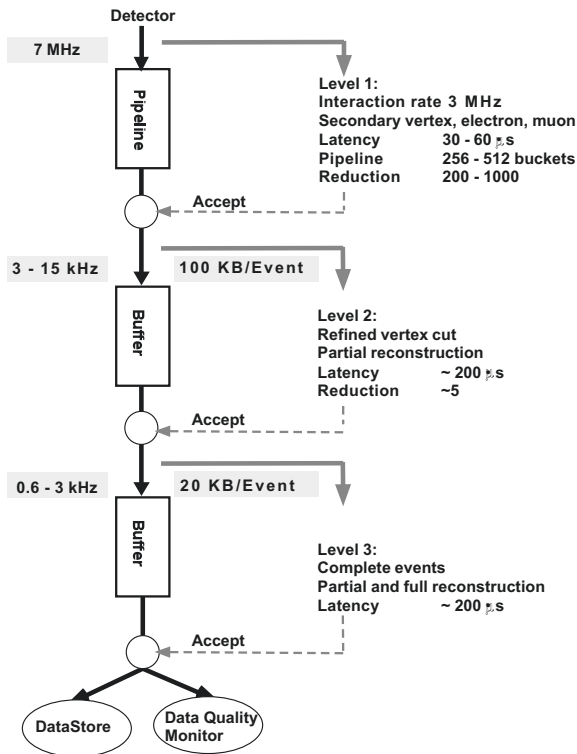 Detector
7 MHz
Pipeline
Level 1:
Interaction rate 3 MHz
Secondary vertex, electron, muon
Latency 30 - 60 μs
Pipeline 256 - 512 buckets
Reduction 200 - 1000
Accept
3 - 15 kHz
100 KB/Event
Buffer
Level 2:
Refined vertex cut
Partial reconstruction
Latency ~ 200 μs
Reduction ~5
Accept
0.6 - 3 kHz
20 KB/Event
Buffer
Level 3:
Complete events
Partial and full reconstruction
Latency ~ 200 μs
Accept
DataStore
Data Quality
Monitor